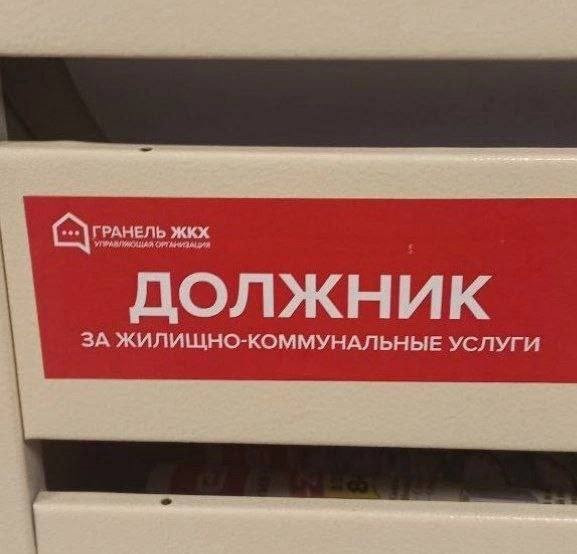 ГРАНЕЛЬ ЖКХ
УПРАВЛЯЮЩАЯ ОРГАНИЗАЦИЯ
ДОЛЖНИК
ЗА ЖИЛИЩНО-КОММУНАЛЬНЫЕ УСЛУГИ